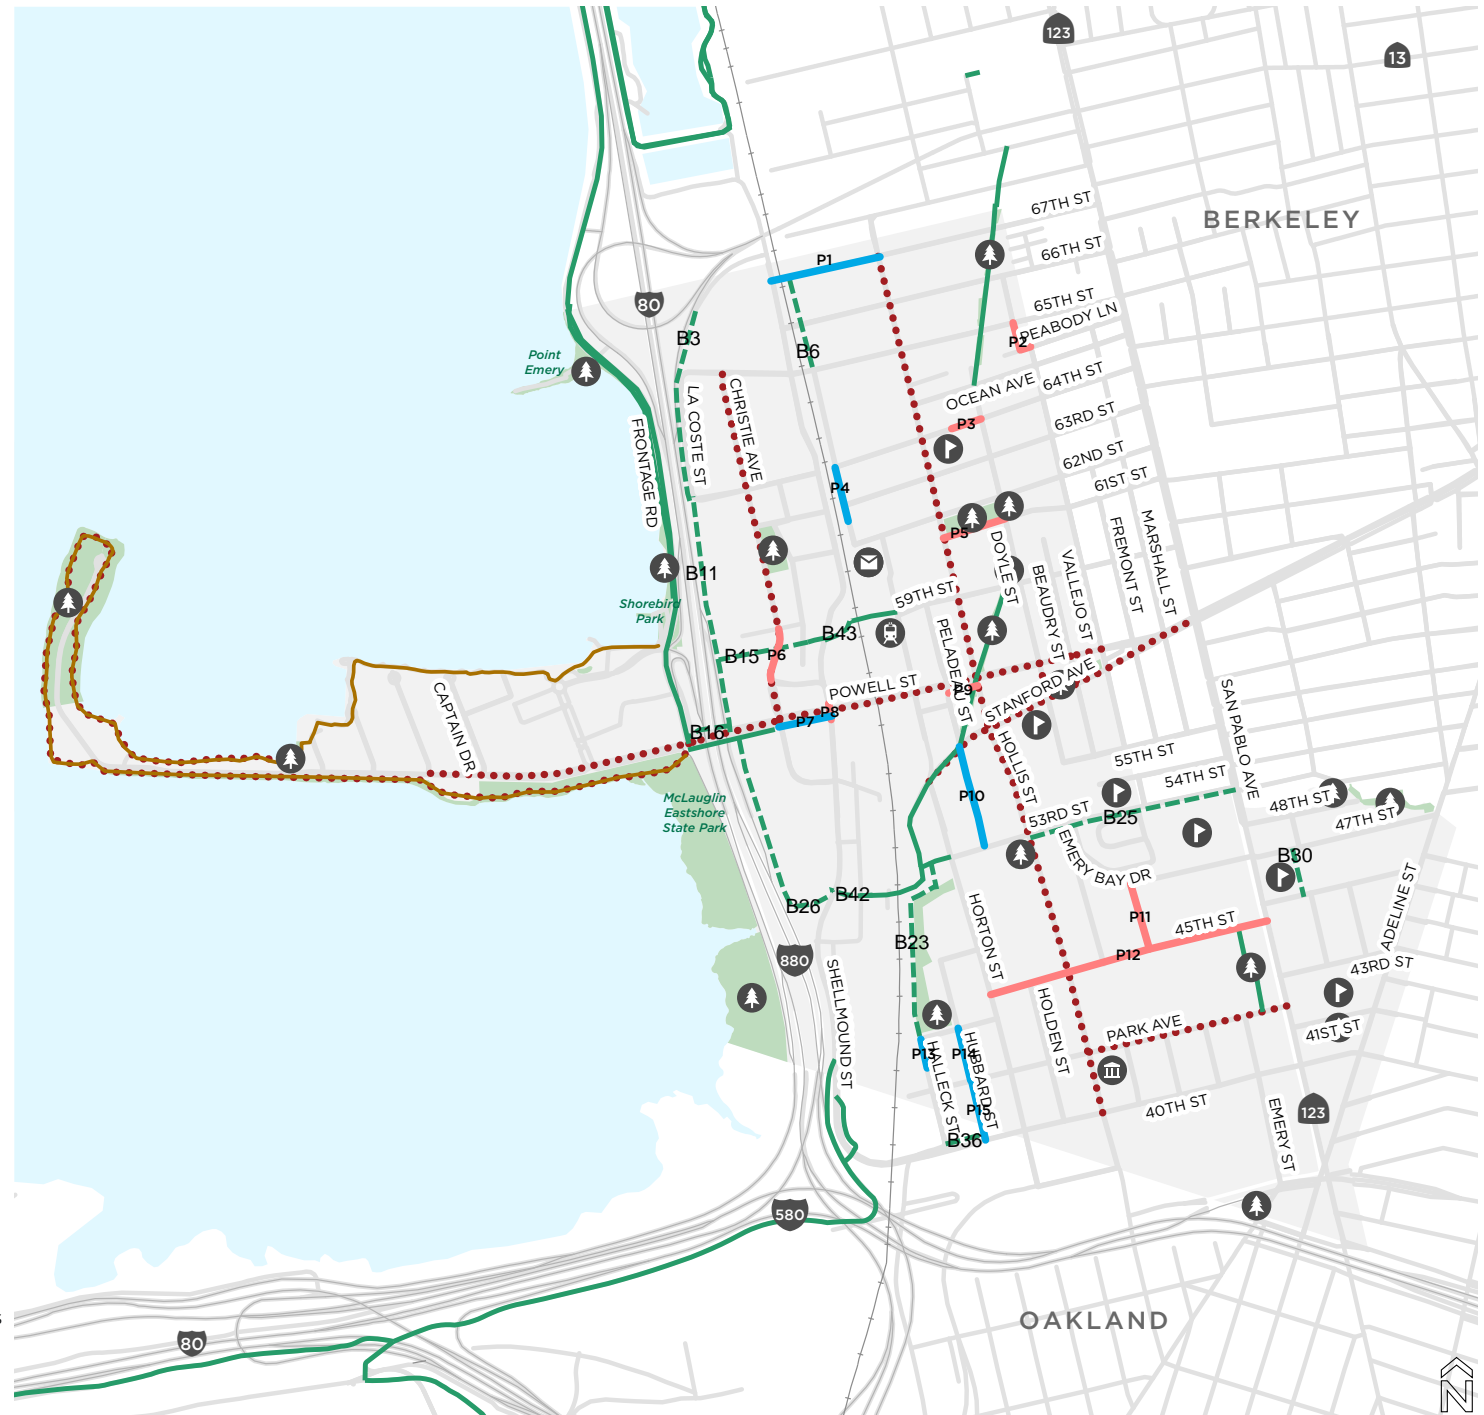 123
13
67TH ST
BERKELEY
66TH ST
P1
65TH ST
80
PEABODY LN
B3
P2
B6
Point
Emery
64TH ST
OCEAN AVE
LA COSTE ST
CHRISTIE AVE
63RD ST
P3
FRONTAGE RD
62ND ST
61ST ST
P4
MARSHALL ST
FREMONT ST
P5
DOYLE ST
VALLEJO ST
BEAUDRY ST
B11
59TH ST
Shorebird
Park
B43
PELADEAU ST
B15
P6
POWELL ST
P9
STANFORD AVE
CAPTAIN DR
P8
P7
B16
SAN PABLO AVE
HOLLIS ST
55TH ST
54TH ST
P10
McLaughlin
Eastshore
State Park
48TH ST
47TH ST
53RD ST
B25
EMERY BAY DR
B30
B42
B26
ADELINE ST
P11
45TH ST
HORTON ST
B23
P12
880
43RD ST
SHELLMOUND ST
HOLDEN ST
PARK AVE
41ST ST
P13
P14
HALLECK ST
HUBBARD ST
P15
40TH ST
123
EMERY ST
B36
580
OAKLAND
80
N